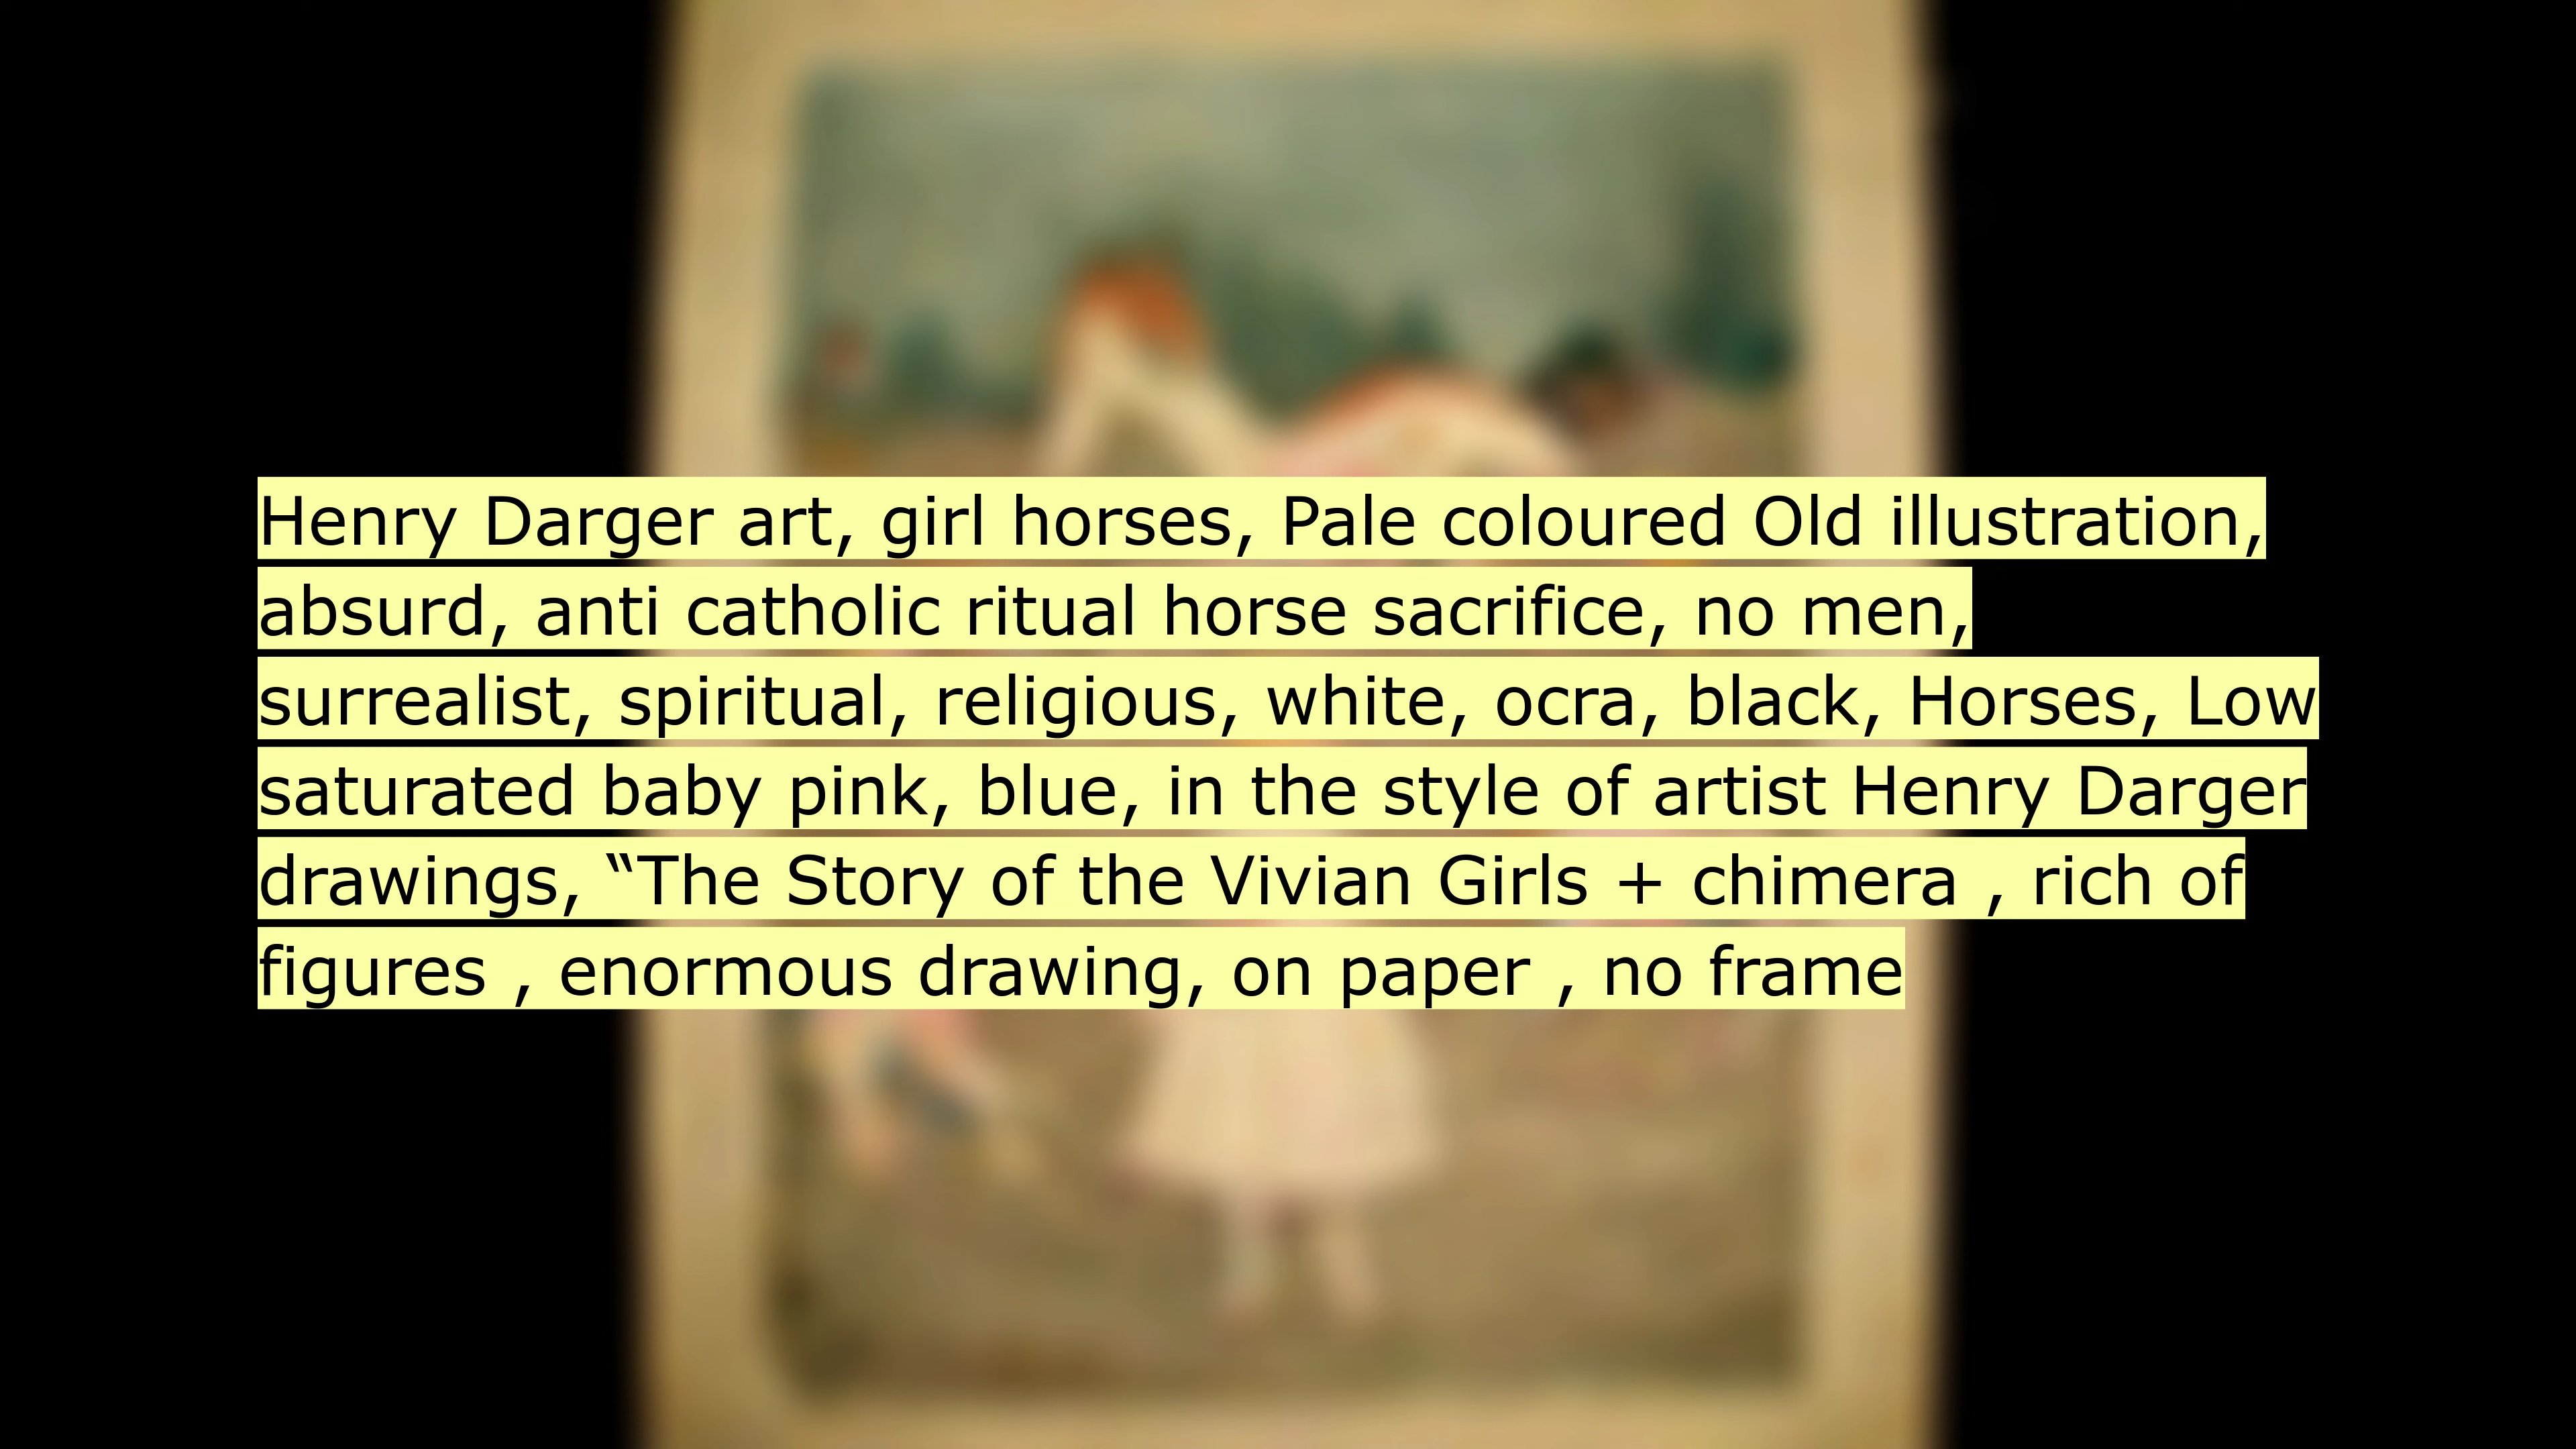 Henry Darger art, girl horses, Pale coloured Old illustration,
absurd, anti catholic ritual horse sacrifice, no men,
surrealist, spiritual, religious, white, ocra, black, Horses, Low
saturated baby pink, blue, in the style of artist Henry Darger
drawings, “The Story of the Vivian Girls + chimera , rich of
figures , enormous drawing, on paper , no frame